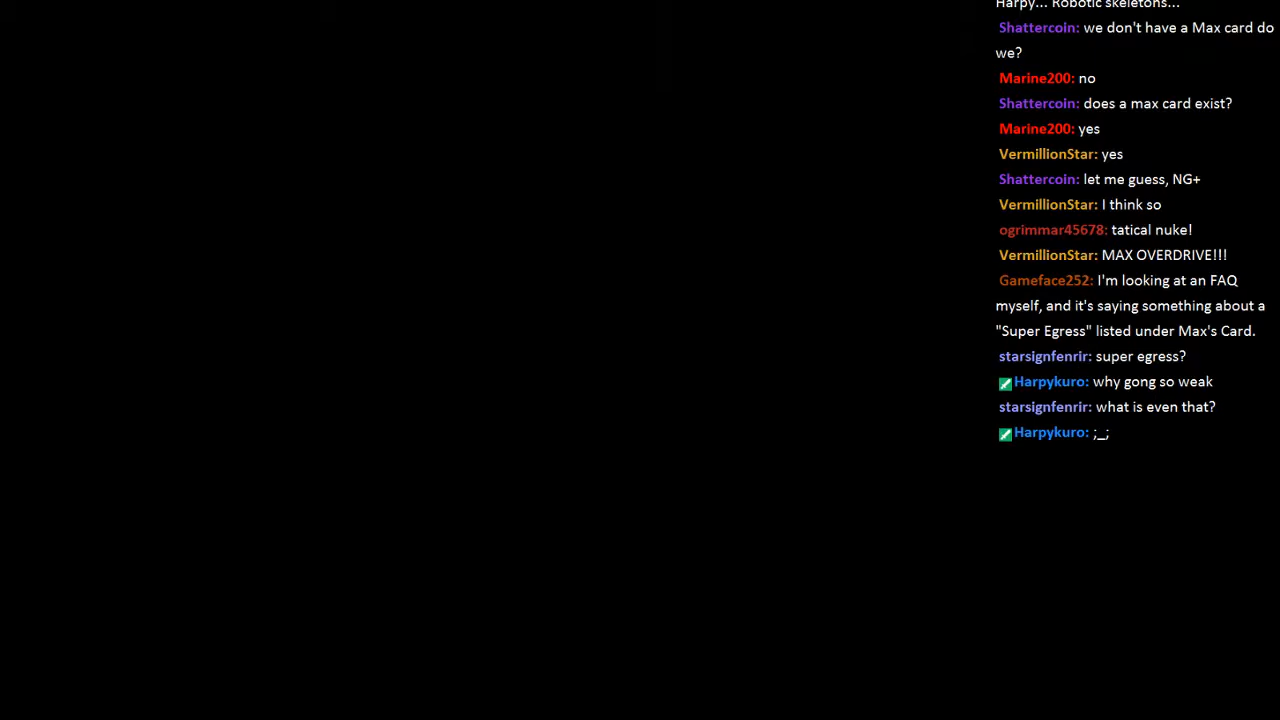 Harpy... Robotic skeletons...
Shattercoin: we don't have a Max card do
we?
Marine200: no
Shattercoin: does a max card exist?
Marine200: yes
VermillionStar: yes
Shattercoin: let me guess, NG+
VermillionStar: I think so
ogrimmar45678: tatical nuke!
VermillionStar: MAX OVERDRIVE!!!
Gameface252: I'm looking at an FAQ
myself, and it's saying something about a
"Super Egress" listed under Max's Card.
starsignfenrir: super egress?
Harpykuro: why gong so weak
starsignfenrir: what is even that?
Harpykuro: ;_;